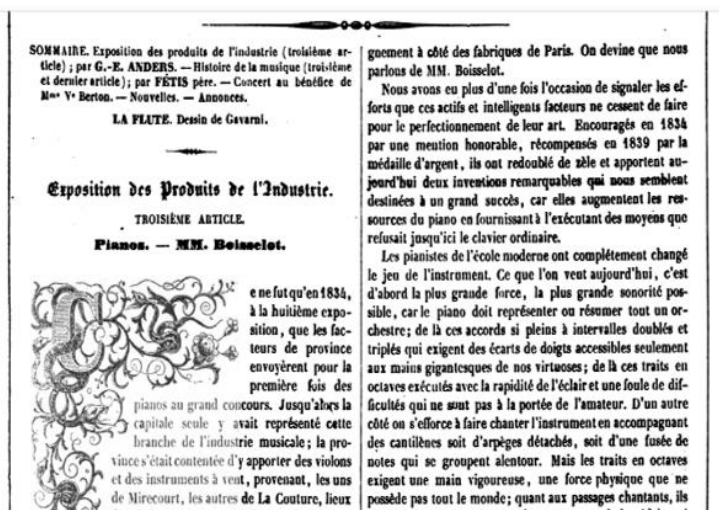 SOMMAIRE. Exposition des produits de l'industrie (troisième ar-
ticle) ; par G.-E. ANDERS. — Histoire de la musique (troisième
et dernier article); par FÉTIS père. — Concert au bénéfice de
Mme Ve Berton. — Nouvelles. — Annonces.
LA FLUTE. Dessin de Gavarni.
Exposition des Produits de l'Industrie.
TROISIÈME ARTICLE.
Pianos. — MM. Boisselot.
Ce ne fut qu'en 1834,
à la huitième expo-
sition, que les fac-
teurs de province
envoyèrent pour la
première fois des
pianos au grand concours. Jusqu'alors la
capitale seule y avait représenté cette
branche de l'industrie musicale; la pro-
vince s'était contentée d'y apporter des violons
et des instruments à vent, provenant, les uns
de Mirecourt, les autres de La Couture, lieux
gnement à côté des fabriques de Paris. On devine que nous
parlons de MM. Boisselot.
Nous avons eu plus d'une fois l'occasion de signaler les ef-
forts que ces actifs et intelligents facteurs ne cessent de faire
pour le perfectionnement de leur art. Encouragés en 1834
par une mention honorable, récompensés en 1839 par la
médaille d'argent, ils ont redoublé de zèle et apportent au-
jourd'hui deux inventions remarquables qui nous semblent
destinées à un grand succès, car elles augmentent les res-
sources du piano en fournissant à l'exécutant des moyens que
refusait jusqu'ici le clavier ordinaire.
Les pianistes de l'école moderne ont complétement changé
le jeu de l'instrument. Ce que l'on veut aujourd'hui, c'est
d'abord la plus grande force, la plus grande sonorité pos-
sible, car le piano doit représenter ou résumer tout un or-
chestre; de là ces accords si pleins à intervalles doublés et
triplés qui exigent des écarts de doigts accessibles seulement
aux mains gigantesques de nos virtuoses; de là ces traits en
octaves exécutés avec la rapidité de l'éclair et une foule de dif-
ficultés qui ne sont pas à la portée de l'amateur. D'un autre
côté on s'efforce à faire chanter l'instrument en accompagnant
des cantilènes soit d'arpèges détachés, soit d'une fusée de
notes qui se groupent alentour. Mais les traits en octaves
exigent une main vigoureuse, une force physique que ne
possède pas tout le monde; quant aux passages chantants, ils